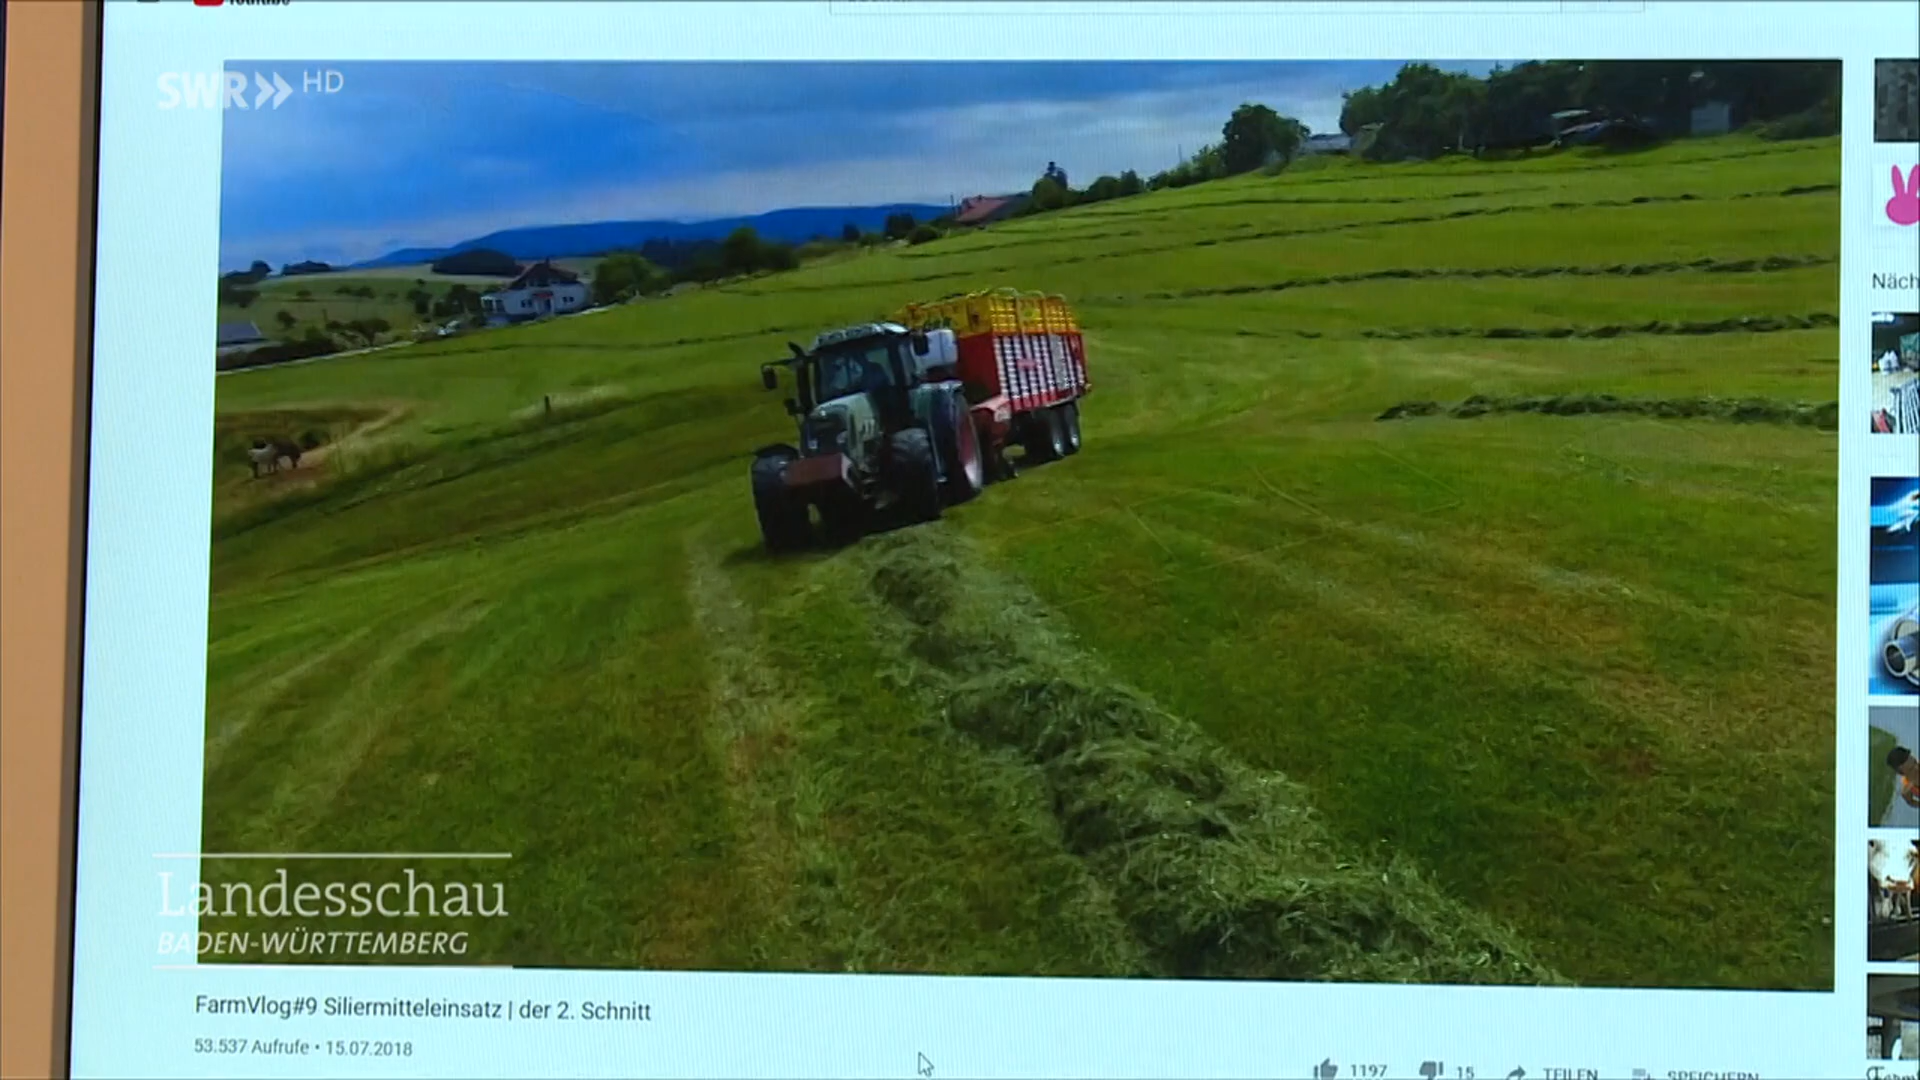 YouTube
SWR HD
Näch
Landesschau
BADEN-WÜRTTEMBERG
FarmVlog#9 Siliermitteleinsatz | der 2. Schnitt
53.537 Aufrufe • 15.07.2018
1197 15 TEILEN SPEICHERN